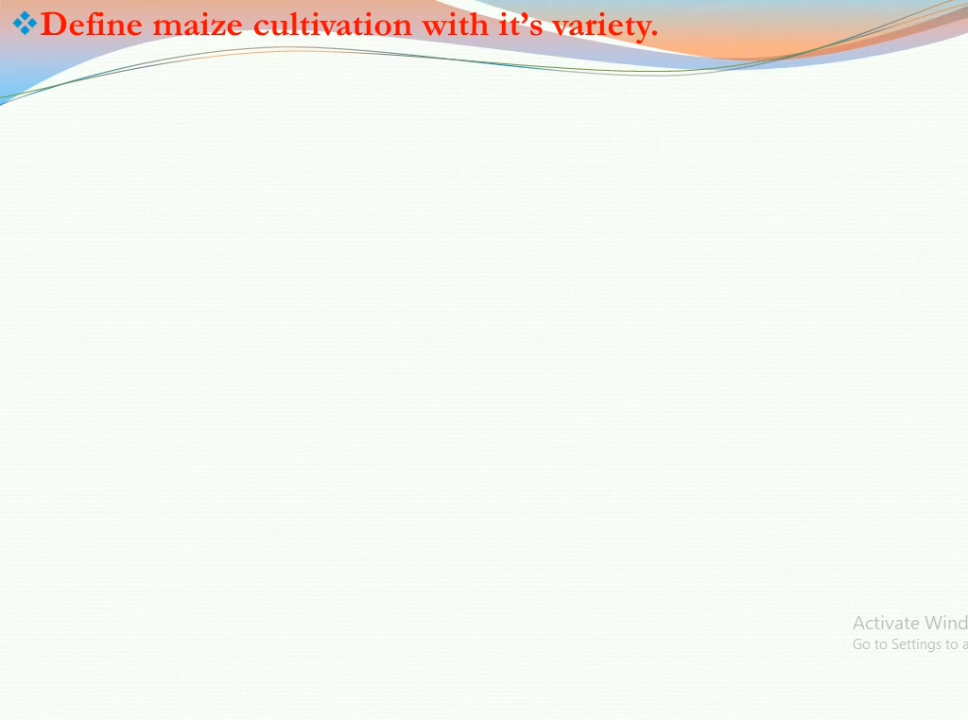 Define maize cultivation with it’s variety.
Activate Wind
Go to Settings to a